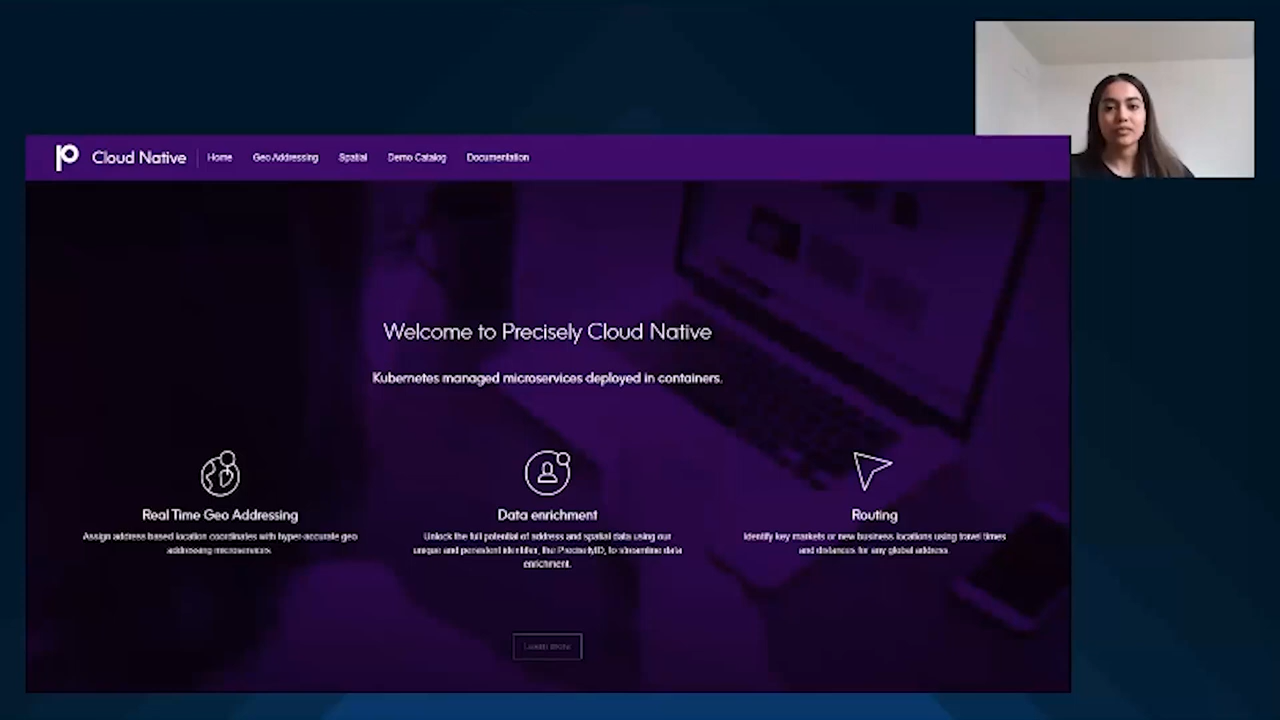 Cloud Native
Home
Geo Addressing
Spatial
Demo Catalog
Documentation
Welcome to Precisely Cloud Native
Kubernetes managed microservices deployed in containers.
Real Time Geo Addressing
Assign address based location coordinates with hyper-accurate geo
addressing microservices.
Data enrichment
Unlock the full potential of address and spatial data using our
unique and persistent identifier, the PreciselyID, to streamline data
enrichment.
Routing
Identify key markets or new business locations using travel times
and distances for any global address.
Learn More